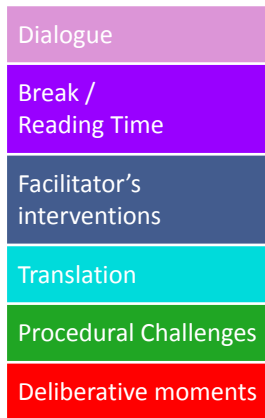 Dialogue
Break /
Reading Time
Facilitator’s
interventions
Translation
Procedural Challenges
Deliberative moments